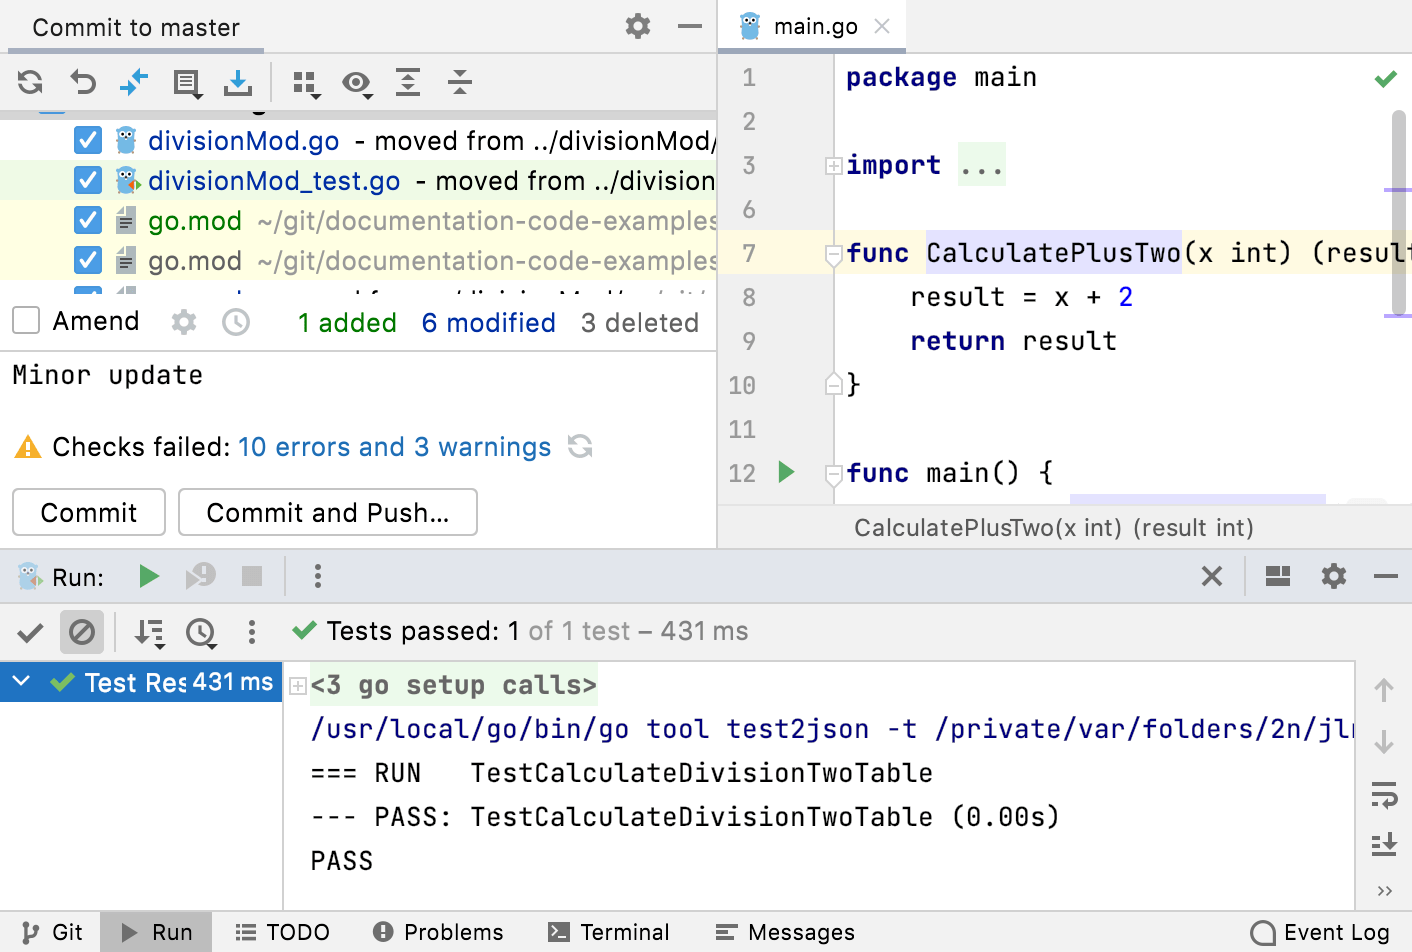 Commit to master
main.go
divisionMod.go - moved from ../divisionMod/
divisionMod_test.go - moved from ../division
go.mod ~/git/documentation-code-examples
go.mod ~/git/documentation-code-examples
Amend 1 added 6 modified 3 deleted
Minor update
Checks failed: 10 errors and 3 warnings
Commit Commit and Push...
1 package main
2
3 import ...
6
7 func CalculatePlusTwo(x int) (result
8 result = x + 2
9 return result
10 }
11
12 func main() {
CalculatePlusTwo(x int) (result int)
Run:
Tests passed: 1 of 1 test – 431 ms
Test Res 431 ms
<3 go setup calls>
/usr/local/go/bin/go tool test2json -t /private/var/folders/2n/jl
=== RUN TestCalculateDivisionTwoTable
--- PASS: TestCalculateDivisionTwoTable (0.00s)
PASS
Git Run TODO Problems Terminal Messages Event Log